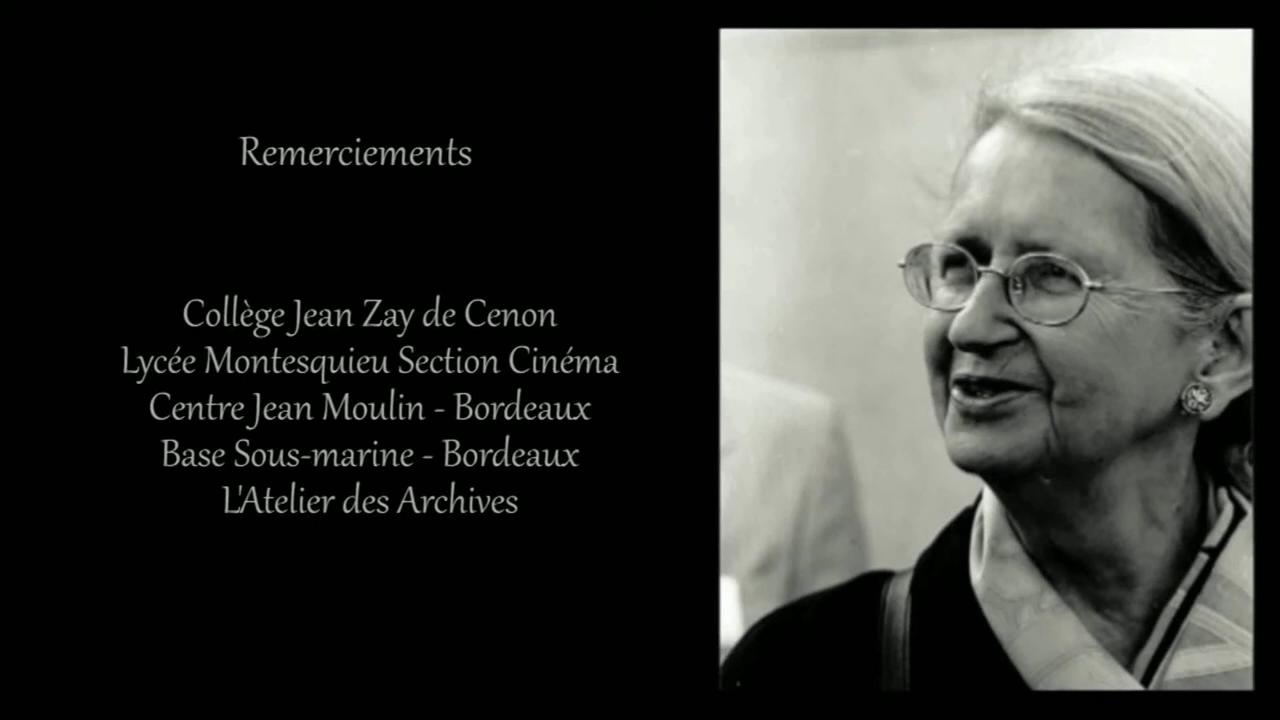 Remerciements
Collège Jean Zay de Cenon
Lycée Montesquieu Section Cinéma
Centre Jean Moulin - Bordeaux
Base Sous-marine - Bordeaux
L'Atelier des Archives